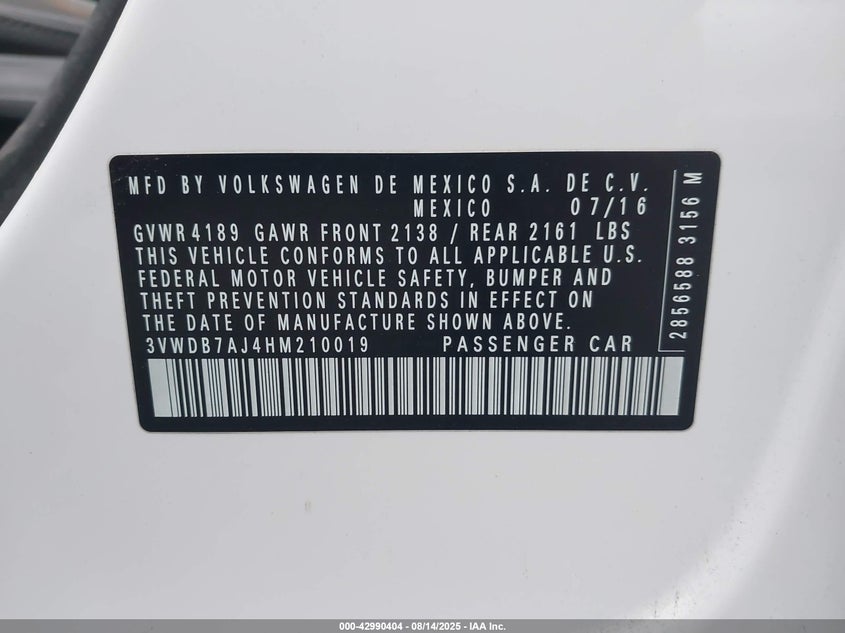 MFD BY VOLKSWAGEN DE MEXICO S.A. DE C.V.
MEXICO 07/16
GVWR 4189 GAWR FRONT 2138 / REAR 2161 LBS
THIS VEHICLE CONFORMS TO ALL APPLICABLE U.S.
FEDERAL MOTOR VEHICLE SAFETY, BUMPER AND
THEFT PREVENTION STANDARDS IN EFFECT ON
THE DATE OF MANUFACTURE SHOWN ABOVE.
3VWDB7AJ4HM210019 PASSENGER CAR
2856588 3156 M
000-42990404 - 08/14/2025 - IAA Inc.